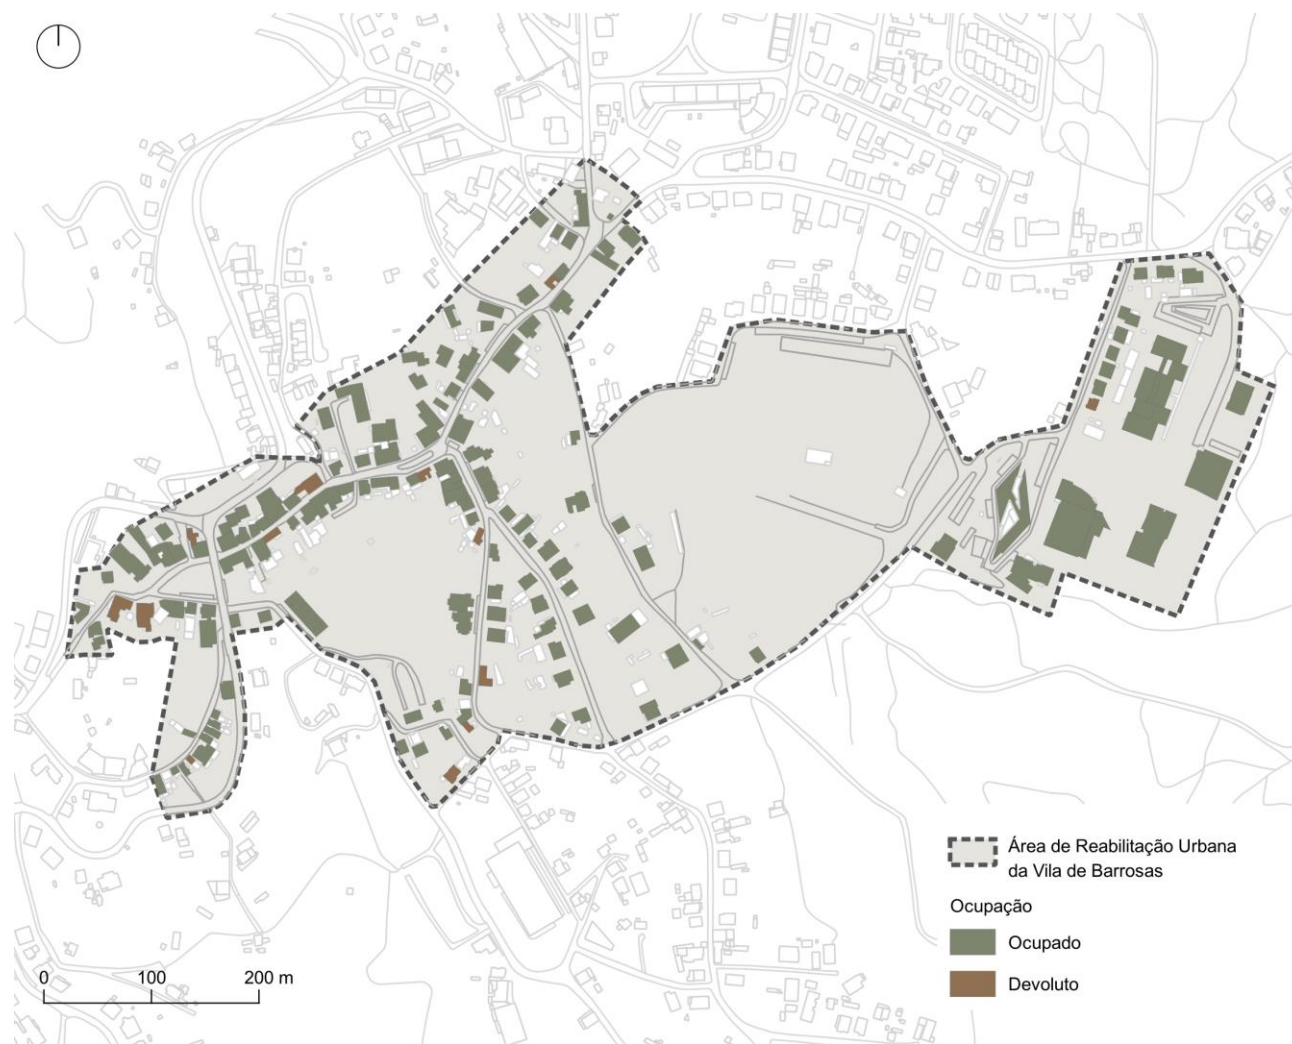 Área de Reabilitação Urbana
da Vila de Barrosas
Ocupação
Ocupado
Devoluto
0 100 200 m